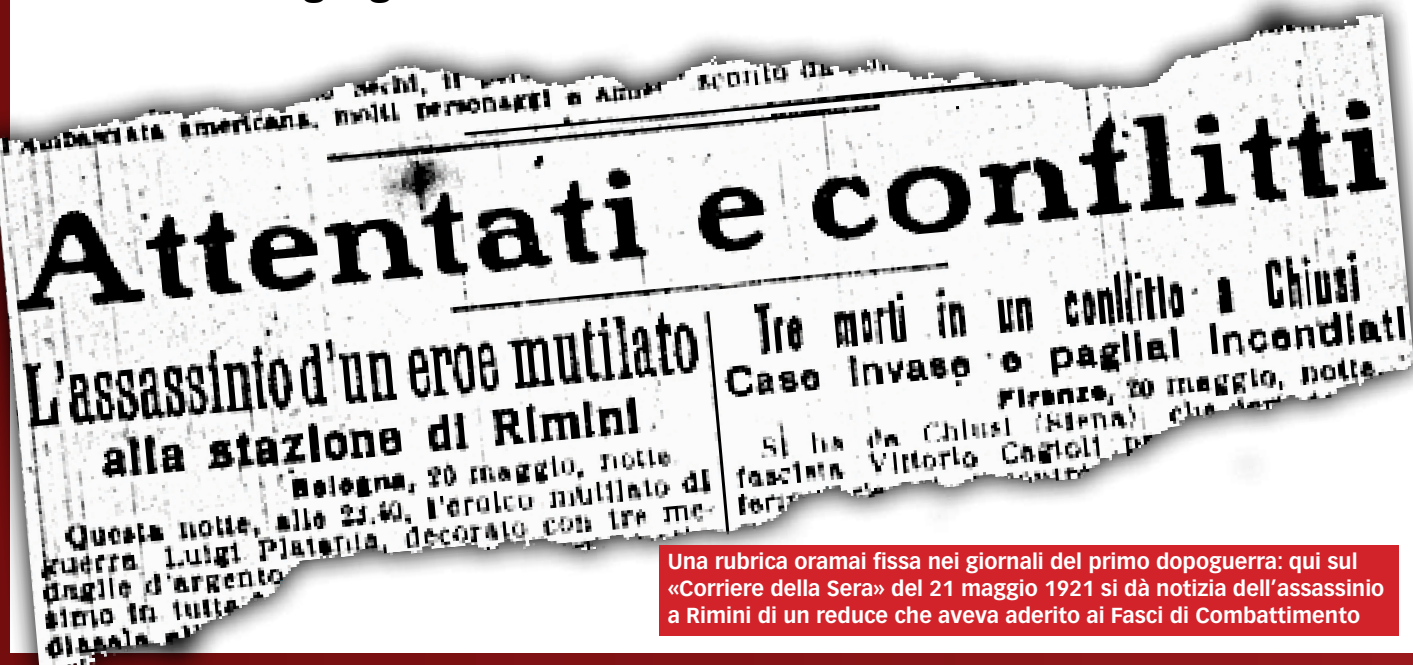 l'Ambasciata americana, molti personaggi e
Attentati e conflitti
L'assassinio d'un eroe mutilato
alla stazione di Rimini
Bologna, 20 maggio, notte.
Questa notte, alle l'eroico mutilato di
guerra Luigi Platania, decorato con tre me-
daglie d'argento
simo in tutta
Tre morti in un conflitto a Chiusi
Case invase e pagliai incendiati
Firenze, 20 maggio, notte.
Si ha da Chiusi (Siena) che
fascista Vittorio Cagioli
Una rubrica oramai fissa nei giornali del primo dopoguerra: qui sul
«Corriere della Sera» del 21 maggio 1921 si dà notizia dell'assassinio
a Rimini di un reduce che aveva aderito ai Fasci di Combattimento